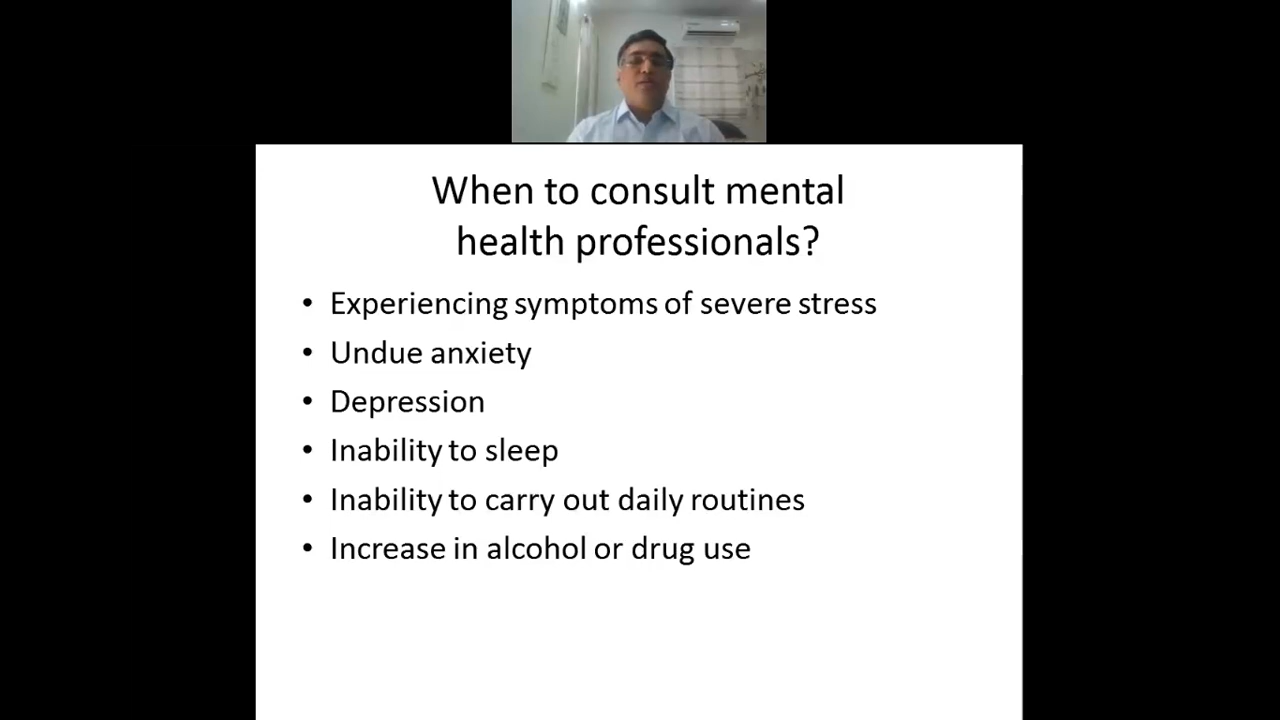 When to consult mental
health professionals?
• Experiencing symptoms of severe stress
• Undue anxiety
• Depression
• Inability to sleep
• Inability to carry out daily routines
• Increase in alcohol or drug use